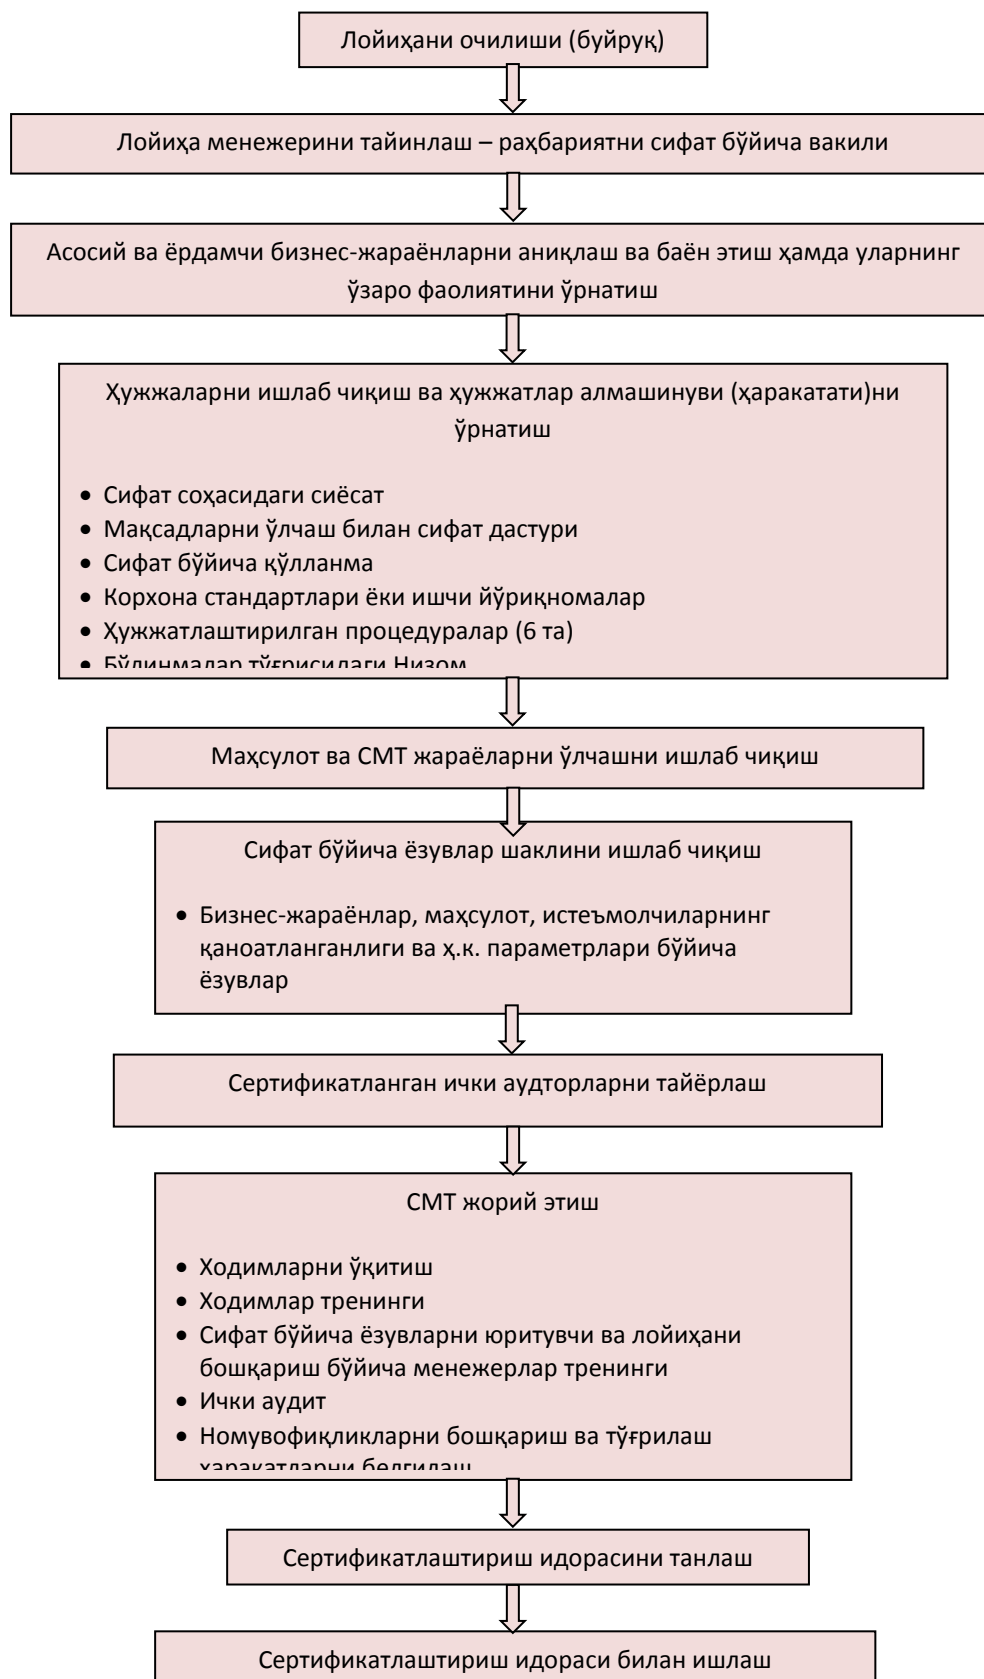 Лойиҳани очилиши (буйруқ)
Лойиҳа менежерини тайинлаш – раҳбариятни сифат бўйича вакили
Асосий ва ёрдамчи бизнес-жараёнларни аниқлаш ва баён этиш ҳамда уларнинг
ўзаро фаолиятини ўрнатиш
Ҳужжаларни ишлаб чиқиш ва ҳужжатлар алмашинуви (ҳаракатати)ни
ўрнатиш
• Сифат соҳасидаги сиёсат
• Мақсадларни ўлчаш билан сифат дастури
• Сифат бўйича қўлланма
• Корхона стандартлари ёки ишчи йўриқномалар
• Ҳужжатлаштирилган процедуралар (6 та)
• Бўлинмалар тўғрисидаги Низом
Маҳсулот ва СМТ жараёларни ўлчашни ишлаб чиқиш
Сифат бўйича ёзувлар шаклини ишлаб чиқиш
• Бизнес-жараёнлар, маҳсулот, истеъмолчиларнинг
қаноатланганлиги ва ҳ.к. параметрлари бўйича
ёзувлар
Сертификатланган ички аудторларни тайёрлаш
СМТ жорий этиш
• Ходимларни ўқитиш
• Ходимлар тренинги
• Сифат бўйича ёзувларни юритувчи ва лойиҳани
бошқариш бўйича менежерлар тренинги
• Ички аудит
• Номувофиқликларни бошқариш ва тўғрилаш
ҳаракатларни белгилаш
Сертификатлаштириш идорасини танлаш
Сертификатлаштириш идораси билан ишлаш